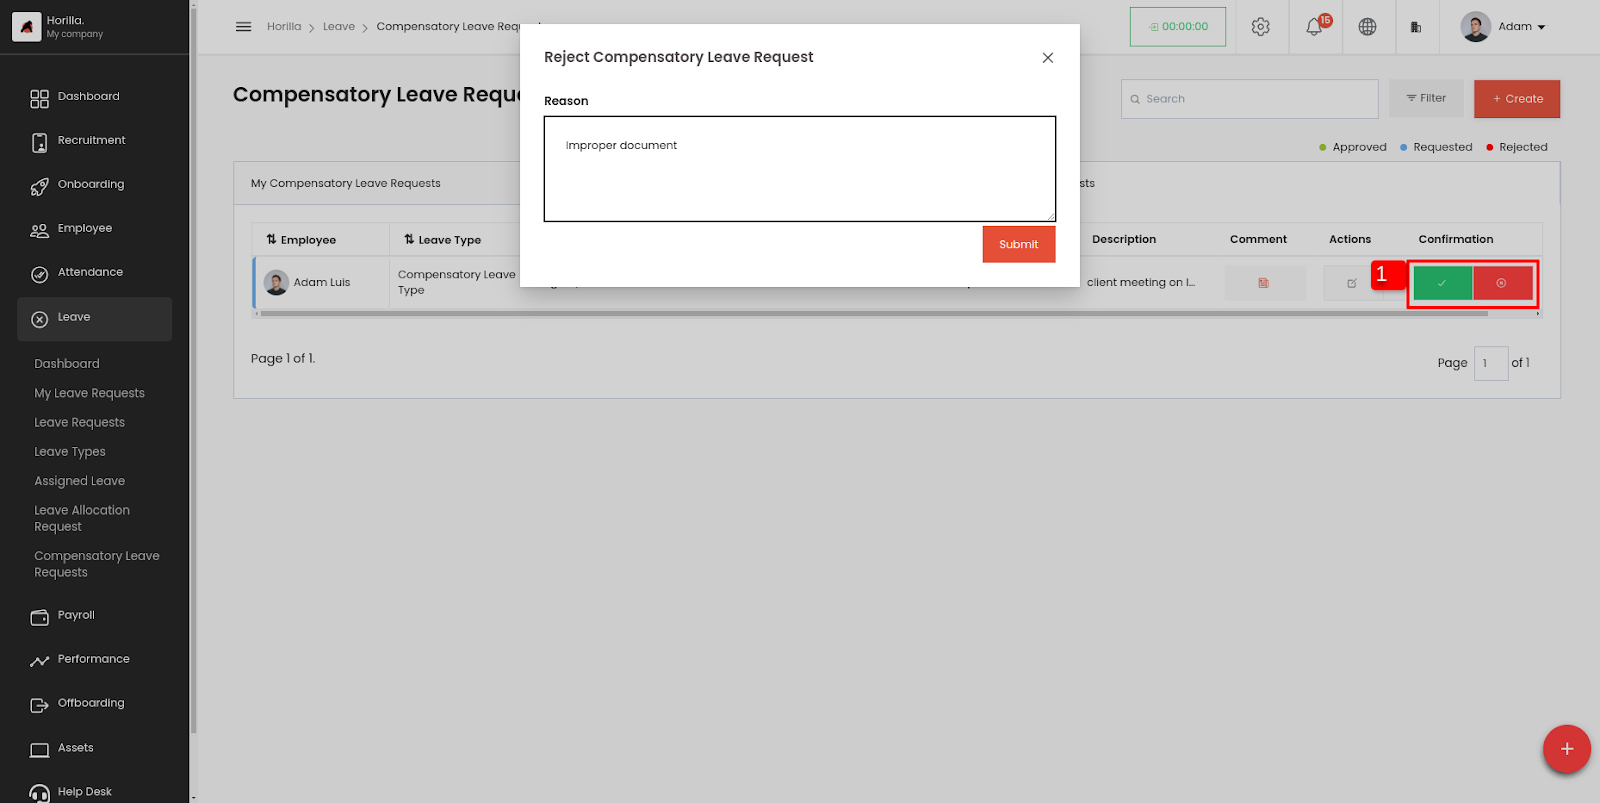 Horilla.
My company
Dashboard
Recruitment
Onboarding
Employee
Attendance
Leave
Dashboard
My Leave Requests
Leave Requests
Leave Types
Assigned Leave
Leave Allocation
Request
Compensatory Leave
Requests
Payroll
Performance
Offboarding
Assets
Help Desk
Horilla > Leave > Compensatory Leave
00:00:00
15
Adam
Compensatory Leave
Search
Filter
+ Create
Approved
Requested
Rejected
My Compensatory Leave Requests
Employee
Leave Type
Description
Comment
Actions
Confirmation
Adam Luis
Compensatory Leave
Type
client meeting on l...
1
Page 1 of 1.
Page 1 of 1
Reject Compensatory Leave Request
Reason
Improper document
Submit
+